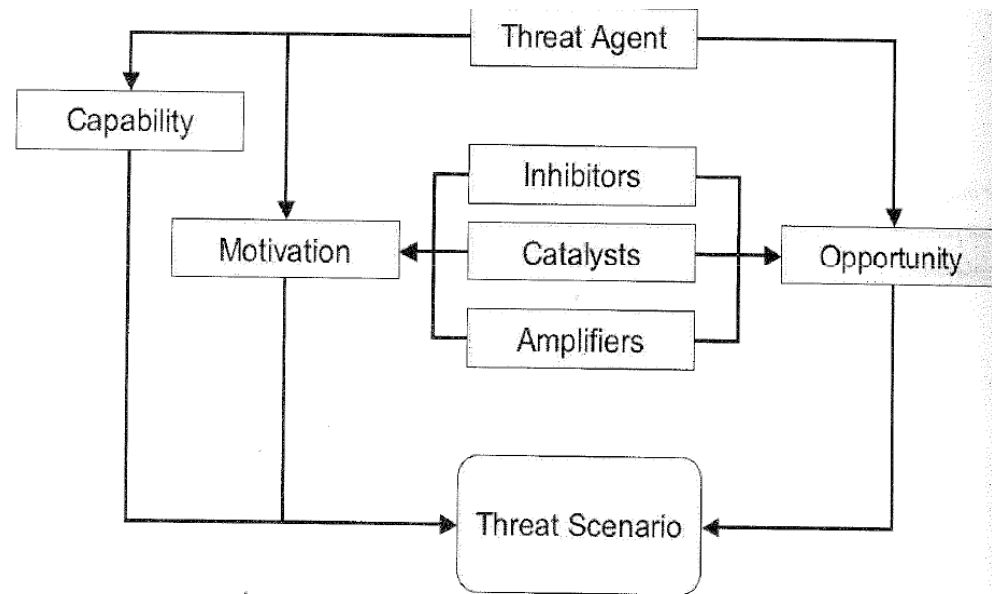 Threat Agent
Capability
Inhibitors
Motivation
Catalysts
Opportunity
Amplifiers
Threat Scenario